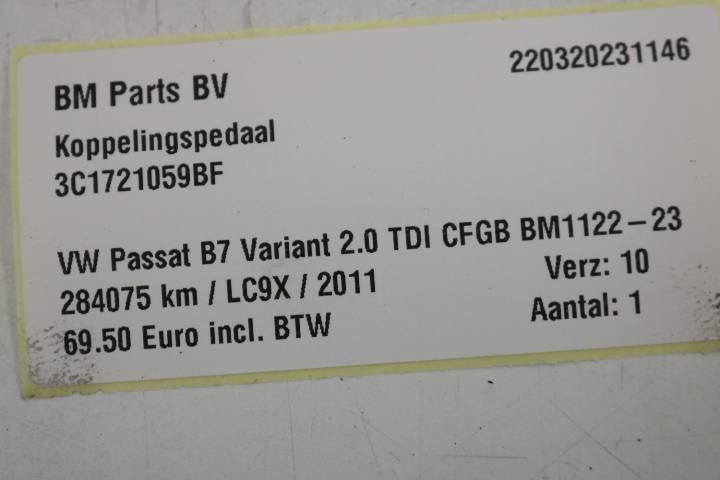 BM Parts BV
220320231146
Koppelingspedaal
3C1721059BF
VW Passat B7 Variant 2.0 TDI CFGB BM1122-23
284075 km / LC9X / 2011
Verz: 10
69.50 Euro incl. BTW
Aantal: 1